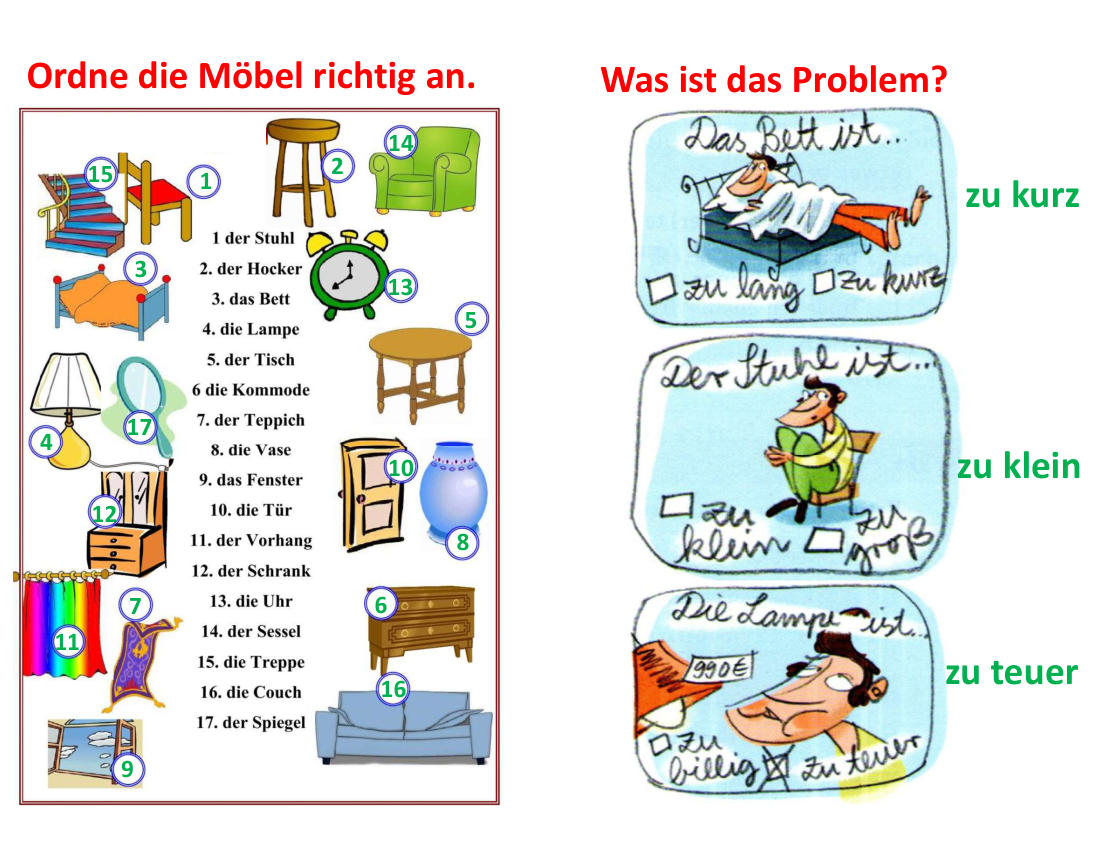 Ordne die Möbel richtig an.
15
1
2
14
3
13
5
4
17
10
12
8
7
6
11
16
9
1 der Stuhl
2. der Hocker
3. das Bett
4. die Lampe
5. der Tisch
6 die Kommode
7. der Teppich
8. die Vase
9. das Fenster
10. die Tür
11. der Vorhang
12. der Schrank
13. die Uhr
14. der Sessel
15. die Treppe
16. die Couch
17. der Spiegel
Was ist das Problem?
Das Bett ist...
zu lang zu kurz
zu kurz
Der Stuhl ist...
zu klein
zu groß
zu klein
Die Lampe ist...
990€
zu billig
zu teuer
zu teuer